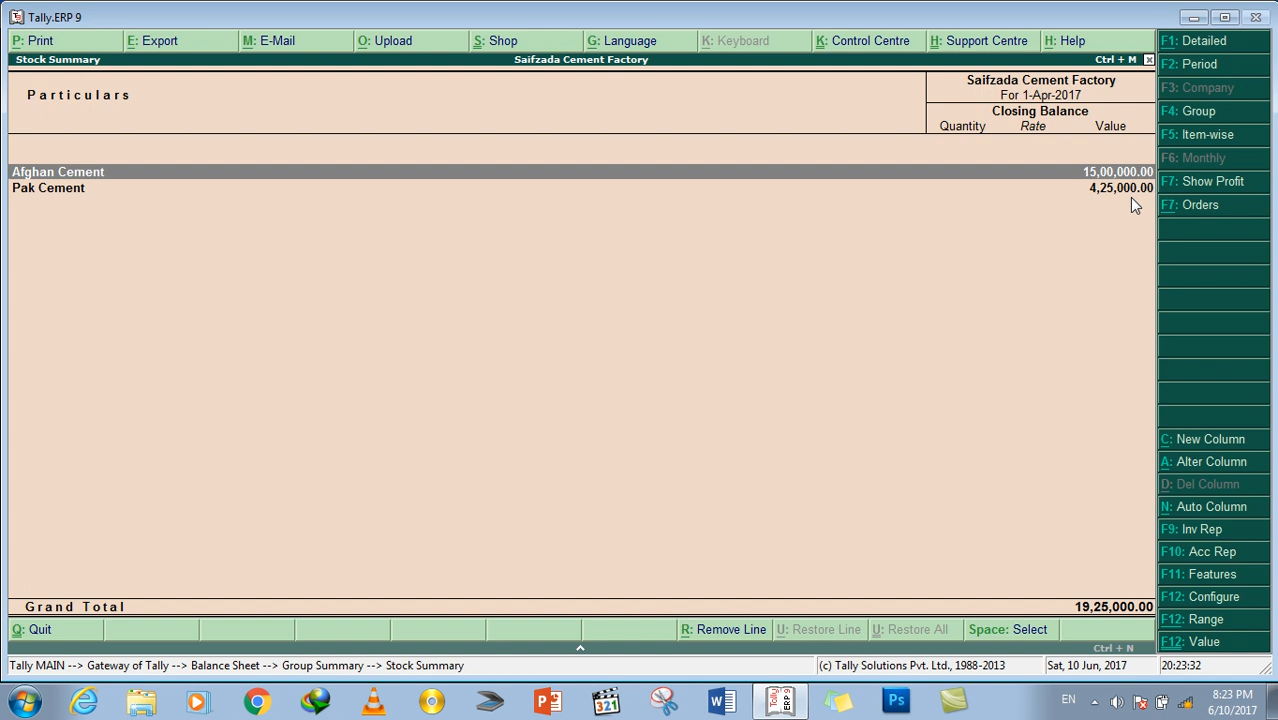 Tally.ERP 9
P: Print E: Export M: E-Mail O: Upload S: Shop G: Language K: Keyboard K: Control Centre H: Support Centre H: Help
Stock Summary Saifzada Cement Factory Ctrl + M x
Particulars
Saifzada Cement Factory
For 1-Apr-2017
Closing Balance
Quantity Rate Value
Afghan Cement 15,00,000.00
Pak Cement 4,25,000.00
Grand Total 19,25,000.00
F1: Detailed
F2: Period
F3: Company
F4: Group
F5: Item-wise
F6: Monthly
F7: Show Profit
F7: Orders
C: New Column
A: Alter Column
D: Del Column
N: Auto Column
F9: Inv Rep
F10: Acc Rep
F11: Features
F12: Configure
F12: Range
F12: Value
Q: Quit R: Remove Line U: Restore Line U: Restore All Space: Select
Ctrl + N
Tally MAIN --> Gateway of Tally --> Balance Sheet --> Group Summary --> Stock Summary (c) Tally Solutions Pvt. Ltd., 1988-2013 Sat, 10 Jun, 2017 20:23:32
321
Tally
ERP 9
Ps
EN
8:23 PM
6/10/2017